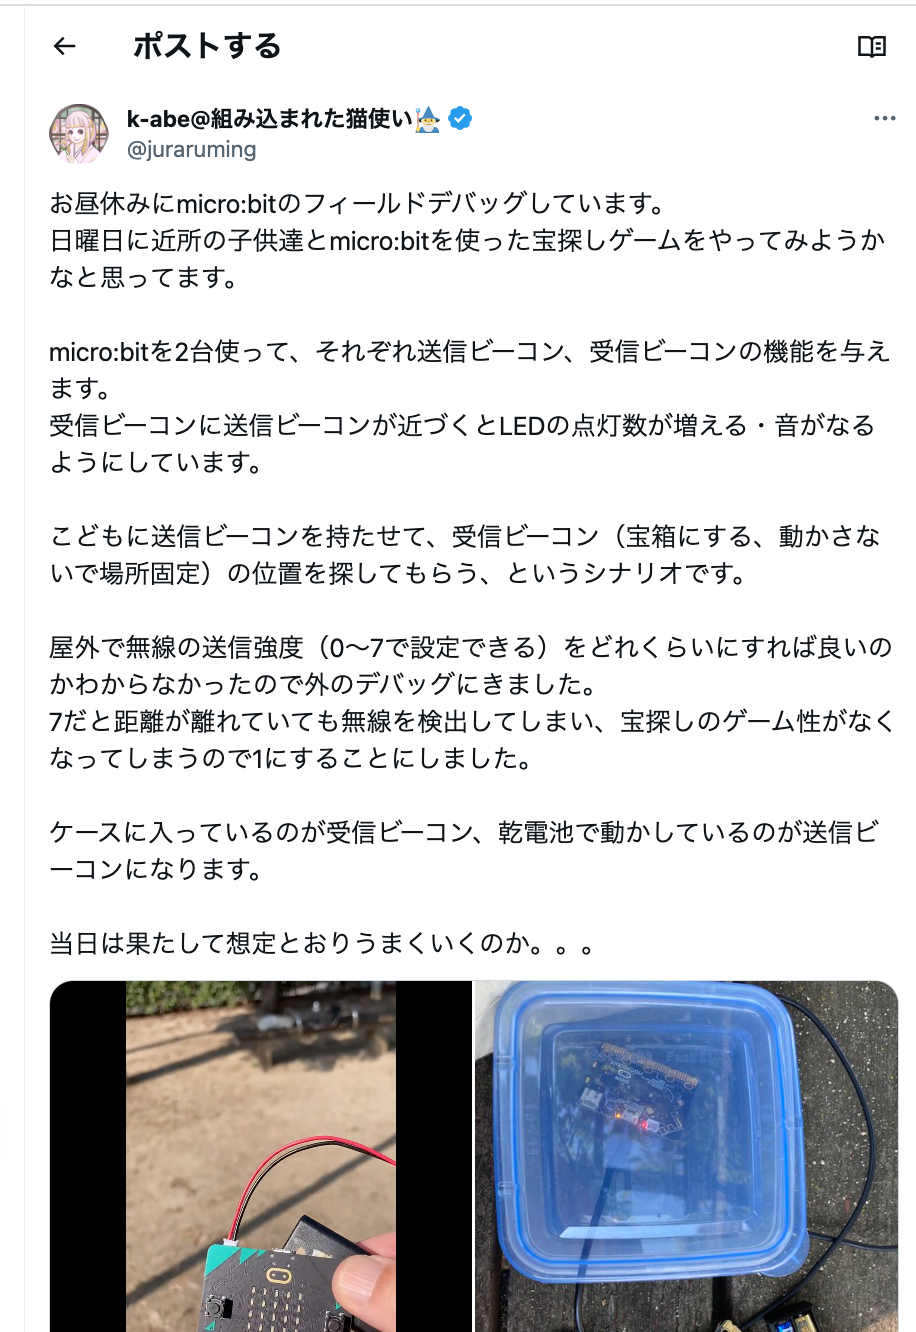 ポストする
k-abe@組み込まれた猫使い🧙‍♂️
@juraruming
お昼休みにmicro:bitのフィールドデバッグしています。
日曜日に近所の子供達とmicro:bitを使った宝探しゲームをやってみようか
なと思ってます。
micro:bitを2台使って、それぞれ送信ビーコン、受信ビーコンの機能を与え
ます。
受信ビーコンに送信ビーコンが近づくとLEDの点灯数が増える・音がなる
ようにしています。
こどもに送信ビーコンを持たせて、受信ビーコン（宝箱にする、動かさな
いで場所固定）の位置を探してもらう、というシナリオです。
屋外で無線の送信強度（0〜7で設定できる）をどれくらいにすれば良いの
かわからなかったので外のデバッグにきました。
7だと距離が離れていても無線を検出してしまい、宝探しのゲーム性がなく
なってしまうので1にすることにしました。
ケースに入っているのが受信ビーコン、乾電池で動かしているのが送信ビ
ーコンになります。
当日は果たして想定とおりうまくいくのか。。。